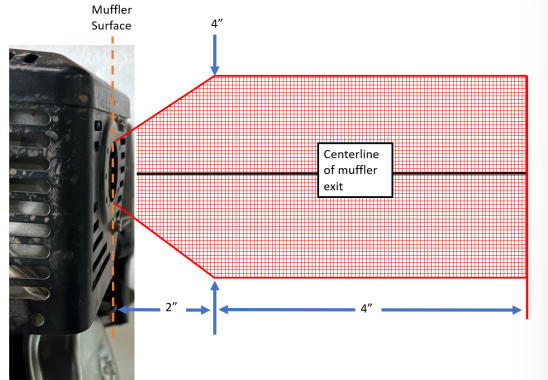 Muffler
Surface
4”
Centerline
of muffler
exit
2”
4”